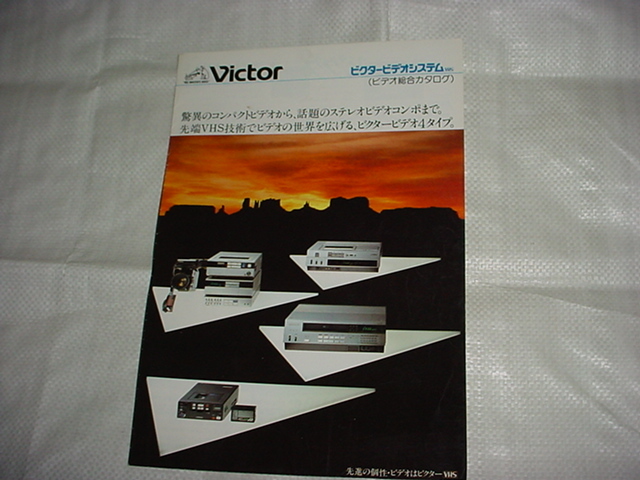 Victor
ビクタービデオシステム VHS
(ビデオ総合カタログ)
驚異のコンパクトビデオから、話題のステレオビデオコンポまで。
先端VHS技術でビデオの世界を広げる、ビクタービデオ4タイプ。
先進の個性・ビデオはビクター VHS